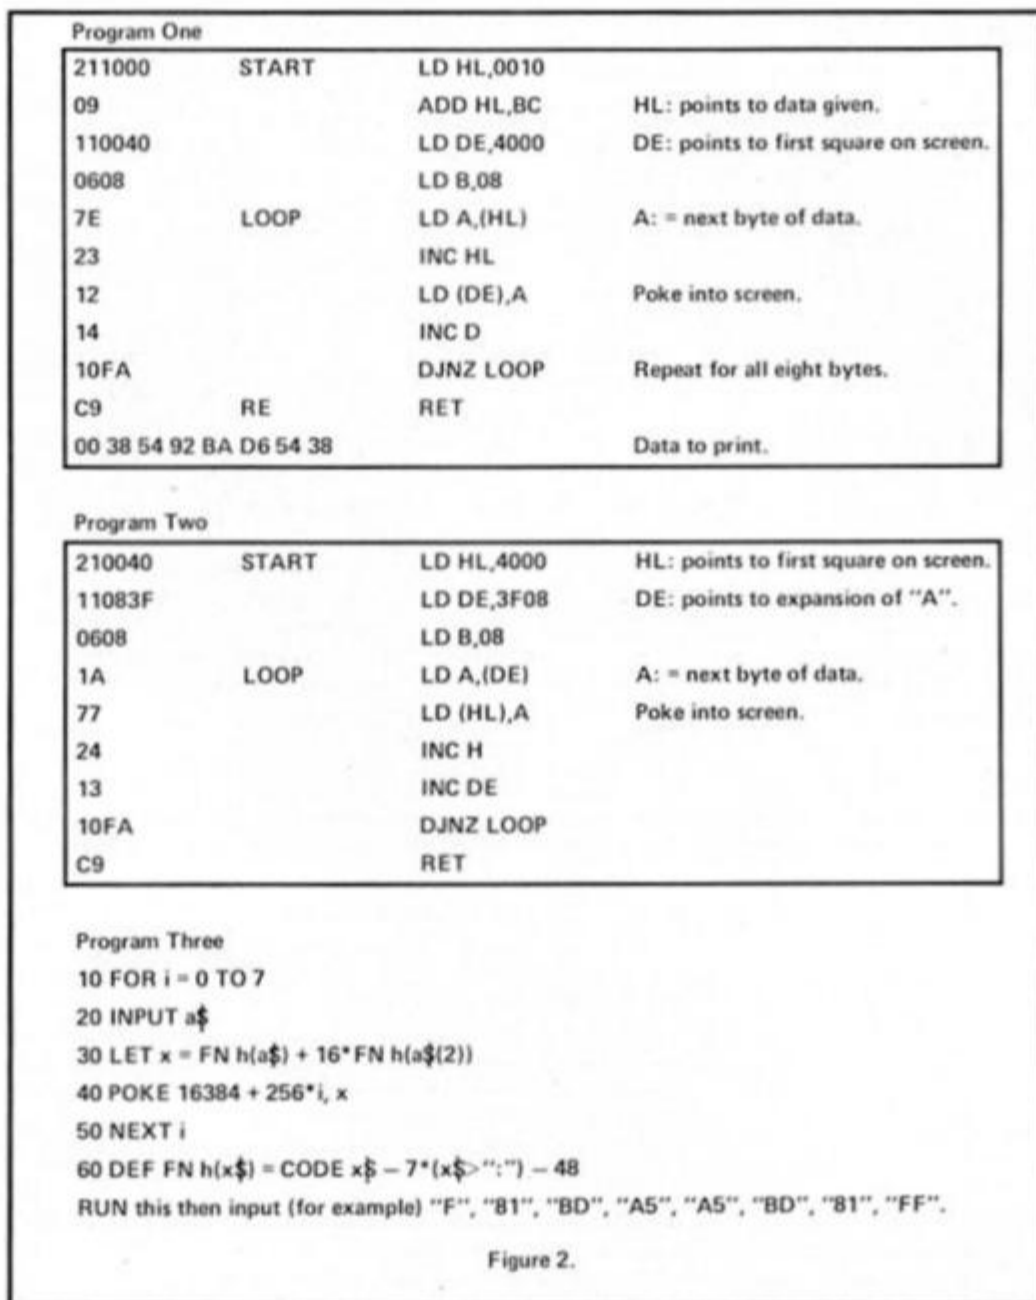 Program One
211000 START LD HL,0010
09 ADD HL,BC HL: points to data given.
110040 LD DE,4000 DE: points to first square on screen.
0608 LD B,08
7E LOOP LD A,(HL) A: = next byte of data.
23 INC HL
12 LD (DE),A Poke into screen.
14 INC D
10FA DJNZ LOOP Repeat for all eight bytes.
C9 RE RET
00 38 54 92 BA D6 54 38 Data to print.
Program Two
210040 START LD HL,4000 HL: points to first square on screen.
11083F LD DE,3F08 DE: points to expansion of "A".
0608 LD B,08
1A LOOP LD A,(DE) A: = next byte of data.
77 LD (HL),A Poke into screen.
24 INC H
13 INC DE
10FA DJNZ LOOP
C9 RET
Program Three
10 FOR i = 0 TO 7
20 INPUT a$
30 LET x = FN h(a$) + 16*FN h(a$(2))
40 POKE 16384 + 256*i, x
50 NEXT i
60 DEF FN h(x$) = CODE x$ – 7*(x$>":") – 48
RUN this then input (for example) "F", "81", "BD", "A5", "A5", "BD", "81", "FF".
Figure 2.